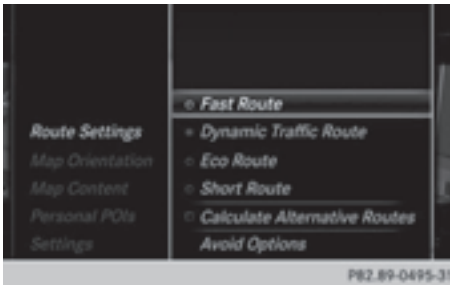 Fast Route
Route Settings
Dynamic Traffic Route
Map Orientation
Eco Route
Map Content
Short Route
Personal POIs
Calculate Alternative Routes
Settings
Avoid Options
P82.89-0495-31